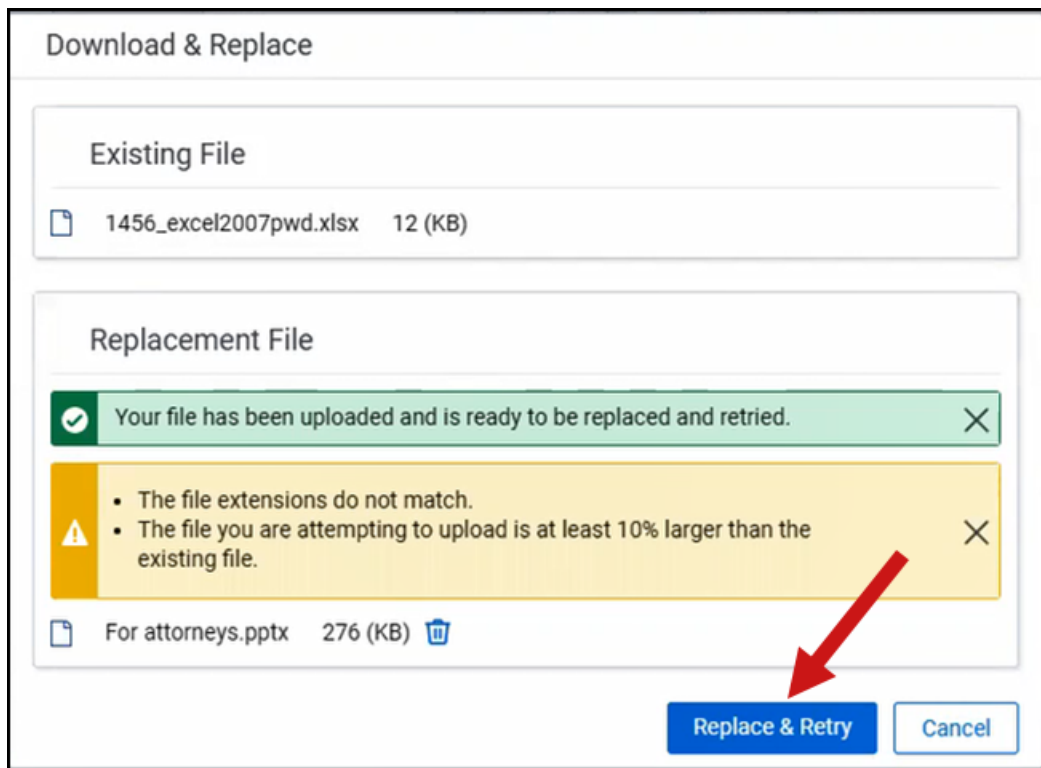 Download & Replace
Existing File
1456_excel2007pwd.xlsx 12 (KB)
Replacement File
Your file has been uploaded and is ready to be replaced and retried.
• The file extensions do not match.
• The file you are attempting to upload is at least 10% larger than the
existing file.
For attorneys.pptx 276 (KB)
Replace & Retry Cancel